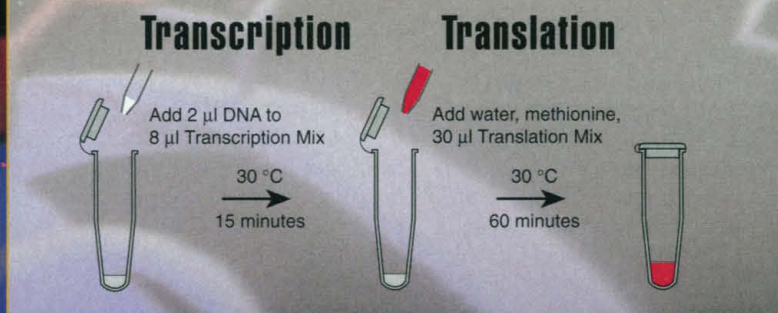 Transcription
Translation
Add 2 µl DNA to
8 µl Transcription Mix
30 °C
15 minutes
Add water, methionine,
30 µl Translation Mix
30 °C
60 minutes